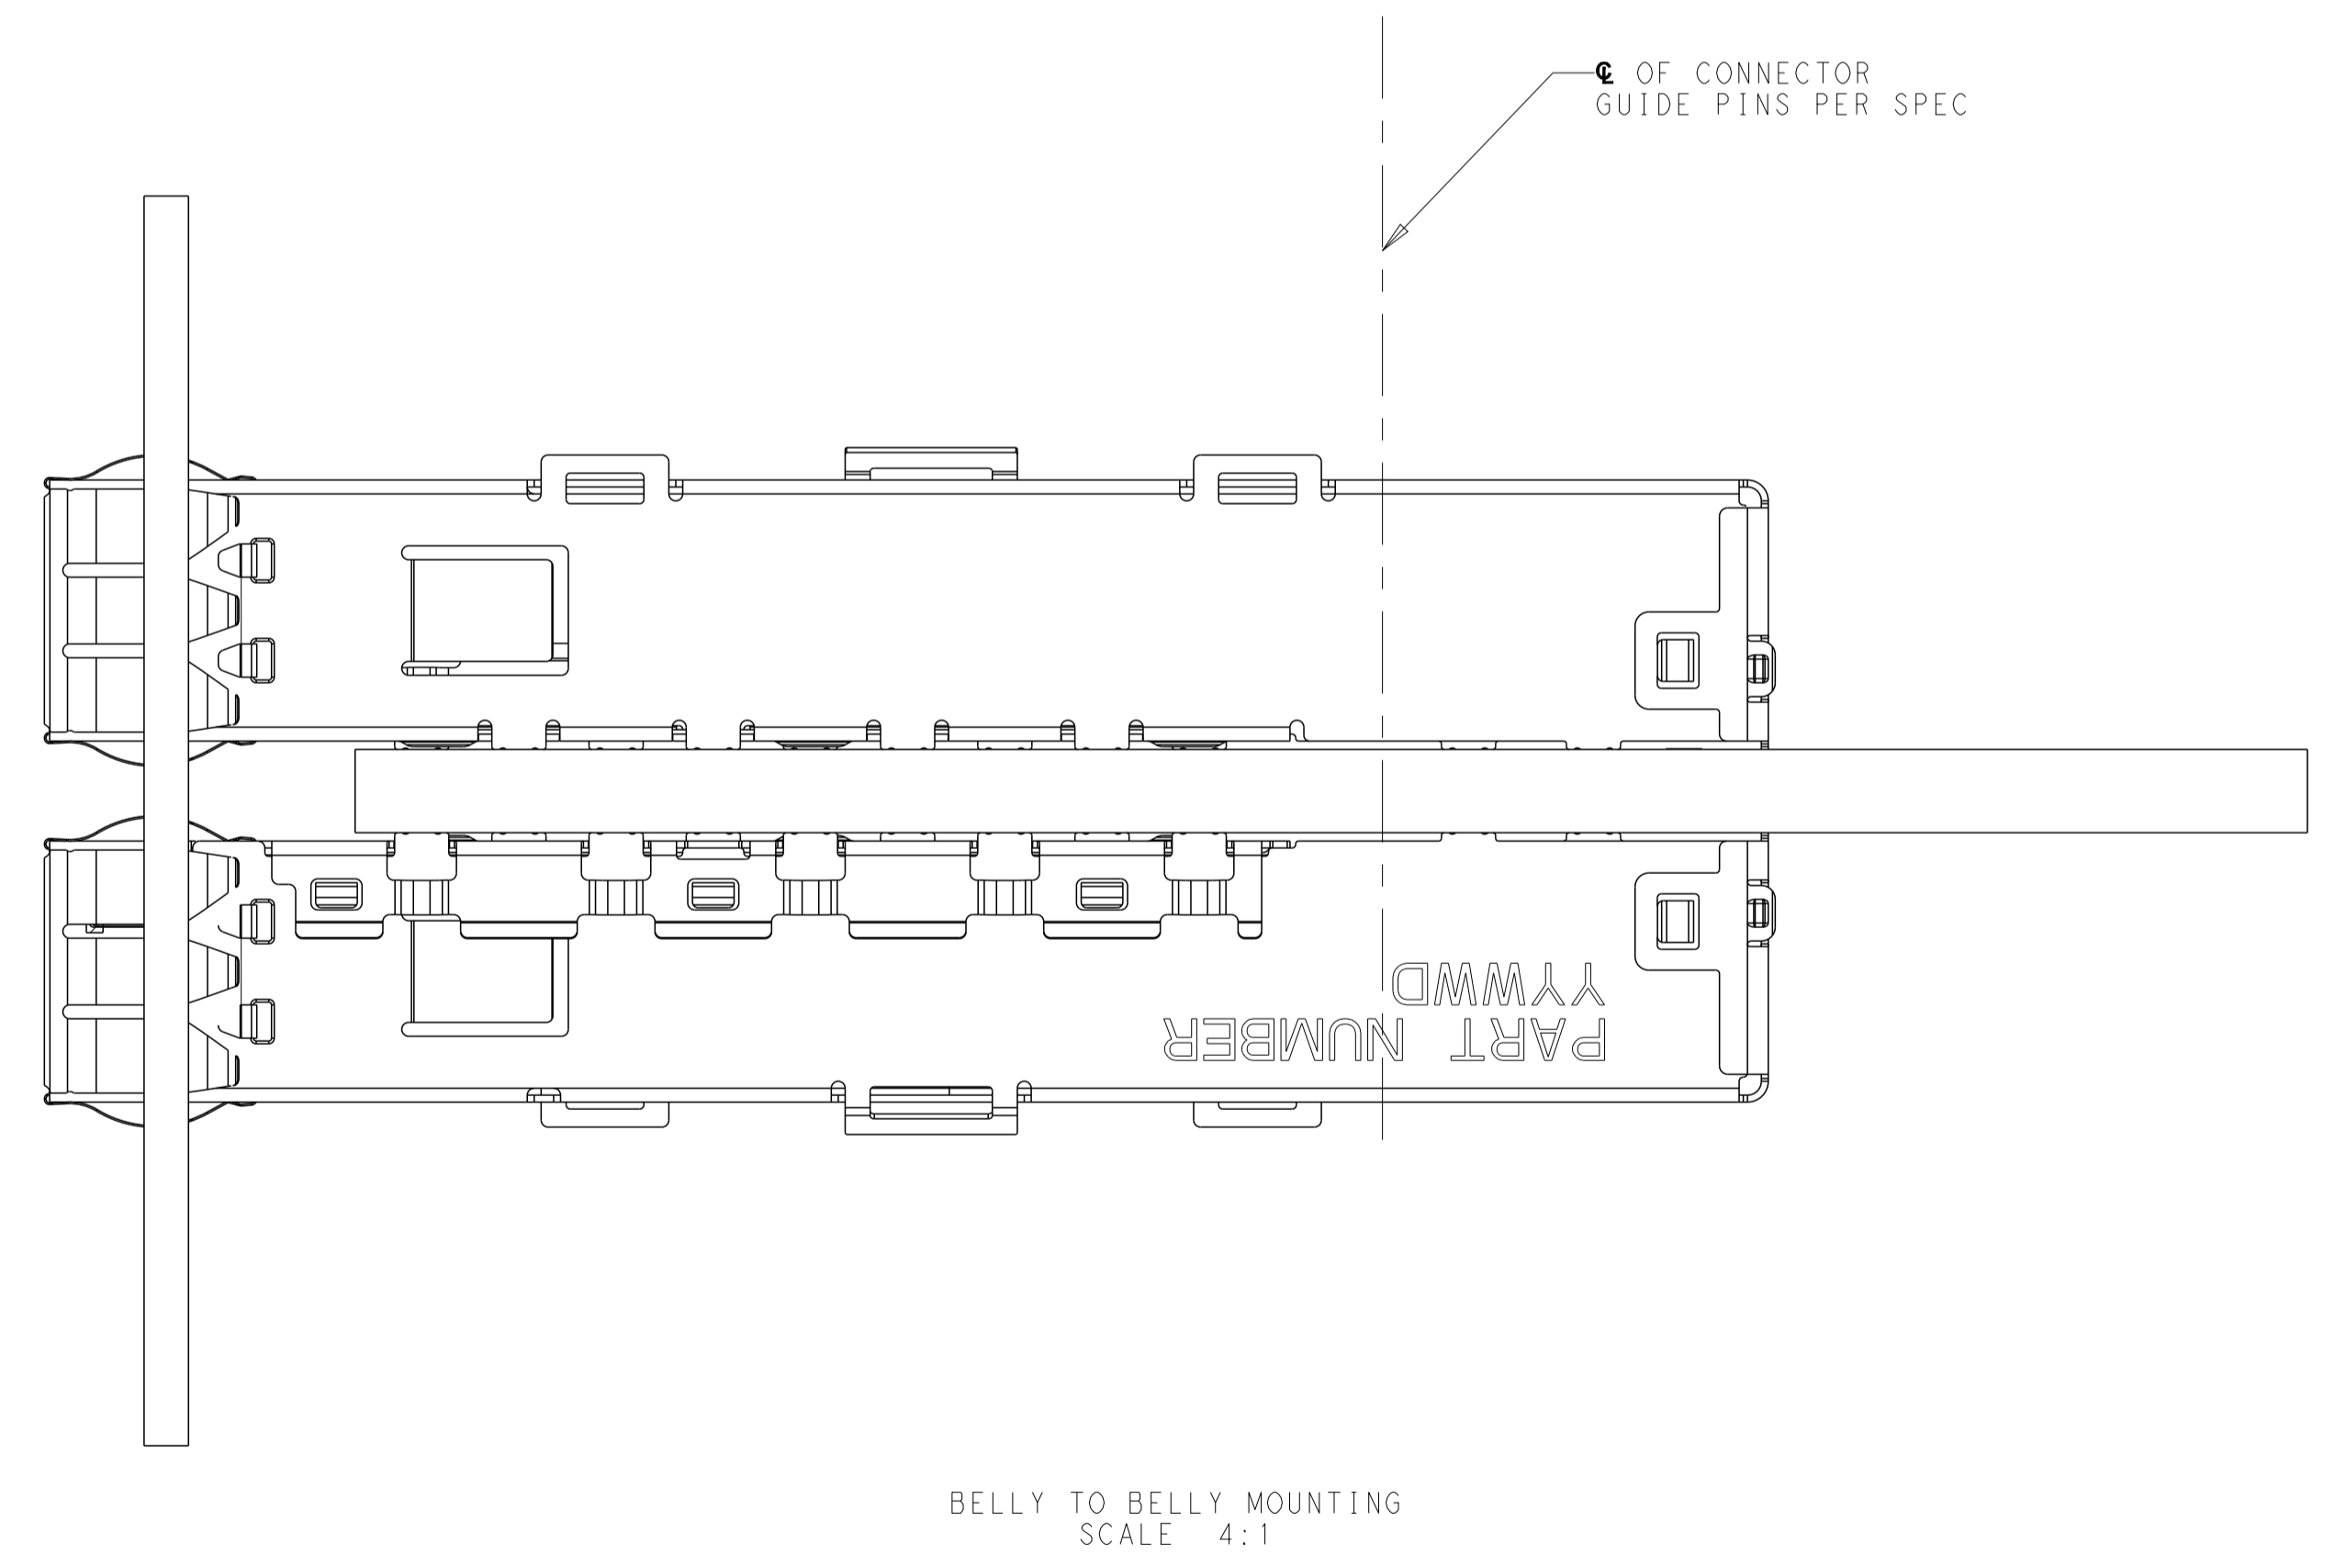 ℄ OF CONNECTOR
GUIDE PINS PER SPEC
PART NUMBER
YYWWD
BELLY TO BELLY MOUNTING
SCALE 4:1